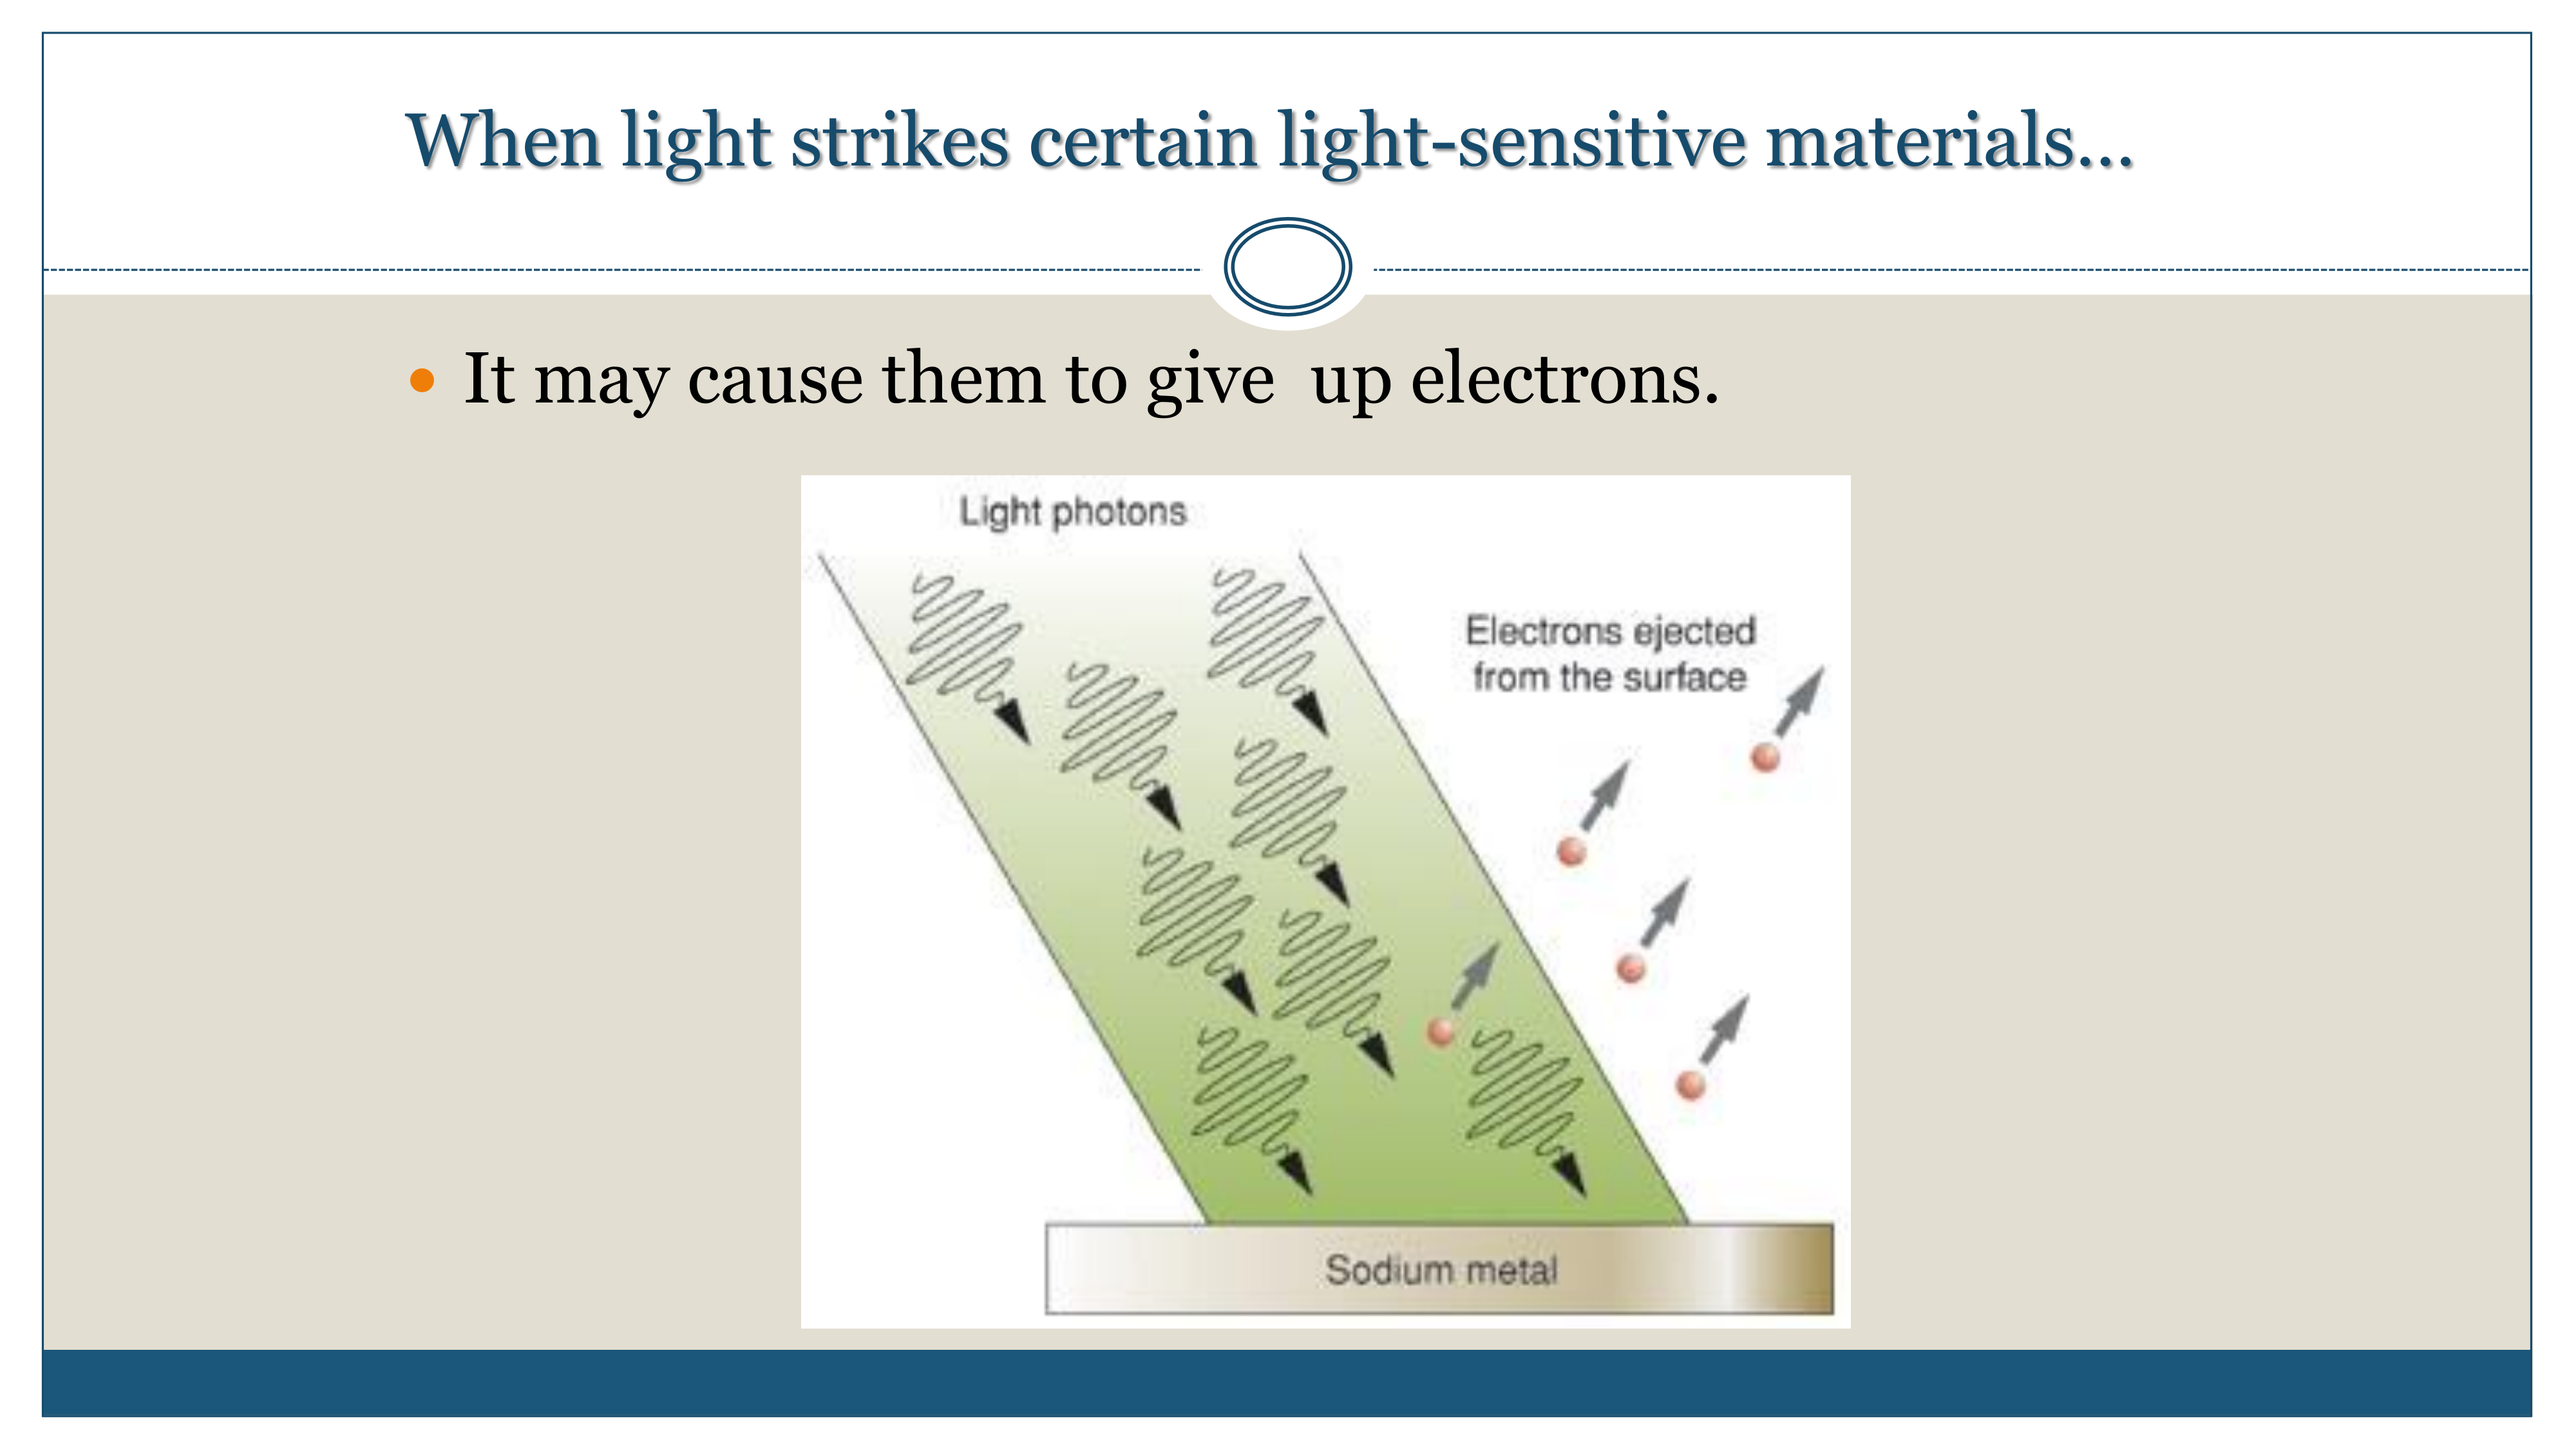 When light strikes certain light-sensitive materials…
• It may cause them to give  up electrons.
Light photons
Electrons ejected
from the surface
Sodium metal